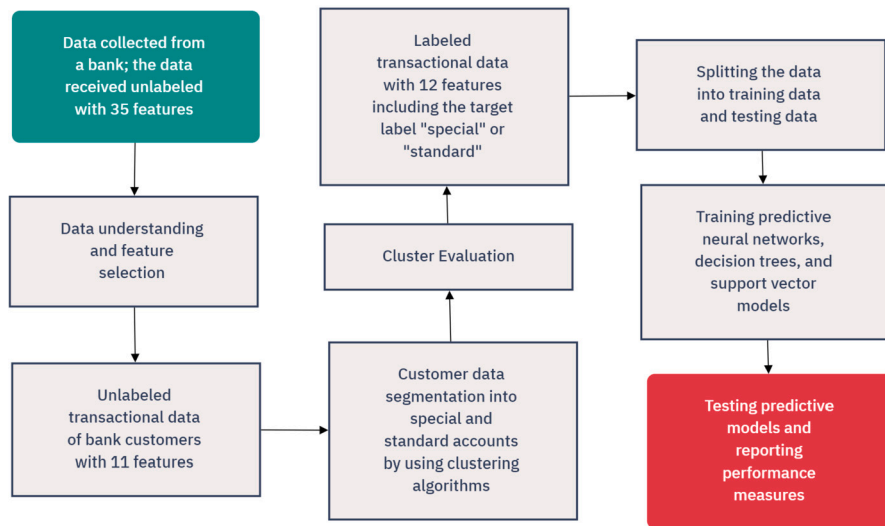 Data collected from
a bank; the data
received unlabeled
with 35 features
Data understanding
and feature
selection
Unlabeled
transactional data
of bank customers
with 11 features
Customer data
segmentation into
special and
standard accounts
by using clustering
algorithms
Cluster Evaluation
Labeled
transactional data
with 12 features
including the target
label "special" or
"standard"
Splitting the data
into training data
and testing data
Training predictive
neural networks,
decision trees, and
support vector
models
Testing predictive
models and
reporting
performance
measures